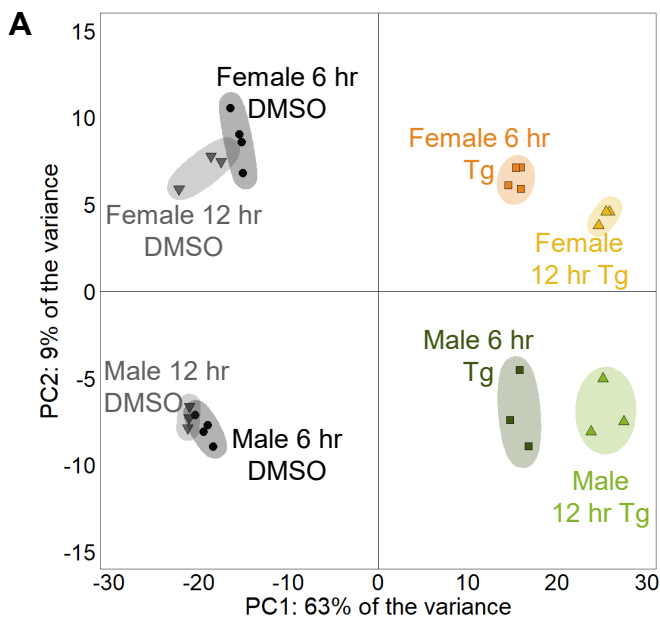 A
15
10
5
0
-5
-10
-15
PC2: 9% of the variance
Female 6 hr
DMSO
Female 12 hr
DMSO
Female 6 hr
Tg
Female
12 hr Tg
Male 12 hr
DMSO
Male 6 hr
DMSO
Male 6 hr
Tg
Male
12 hr Tg
-30
-20
-10
0
10
20
30
PC1: 63% of the variance